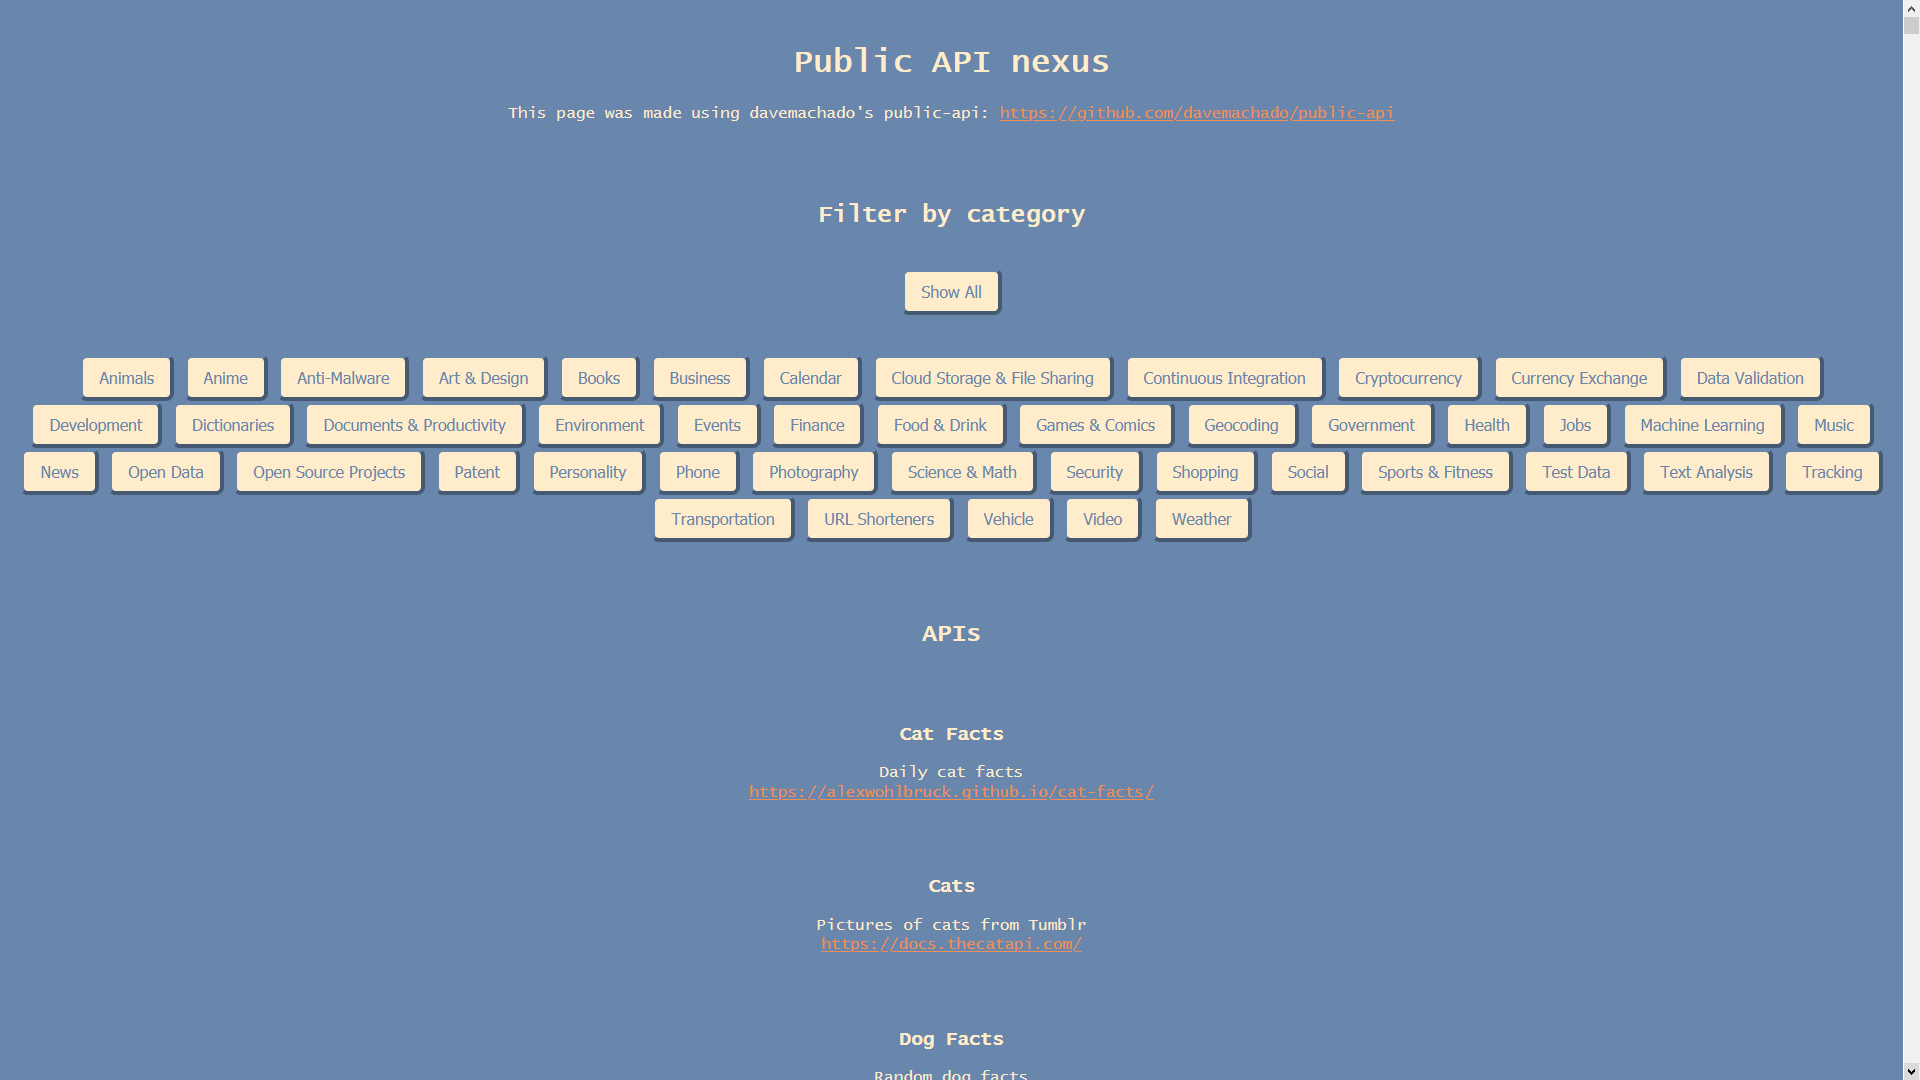 Public API nexus
This page was made using davemachado's public-api: https://github.com/davemachado/public-api
Filter by category
Show All
Animals Anime Anti-Malware Art & Design Books Business Calendar Cloud Storage & File Sharing Continuous Integration Cryptocurrency Currency Exchange Data Validation
Development Dictionaries Documents & Productivity Environment Events Finance Food & Drink Games & Comics Geocoding Government Health Jobs Machine Learning Music
News Open Data Open Source Projects Patent Personality Phone Photography Science & Math Security Shopping Social Sports & Fitness Test Data Text Analysis Tracking
Transportation URL Shorteners Vehicle Video Weather
APIs
Cat Facts
Daily cat facts
https://alexwohlbruck.github.io/cat-facts/
Cats
Pictures of cats from Tumblr
https://docs.thecatapi.com/
Dog Facts
Random dog facts